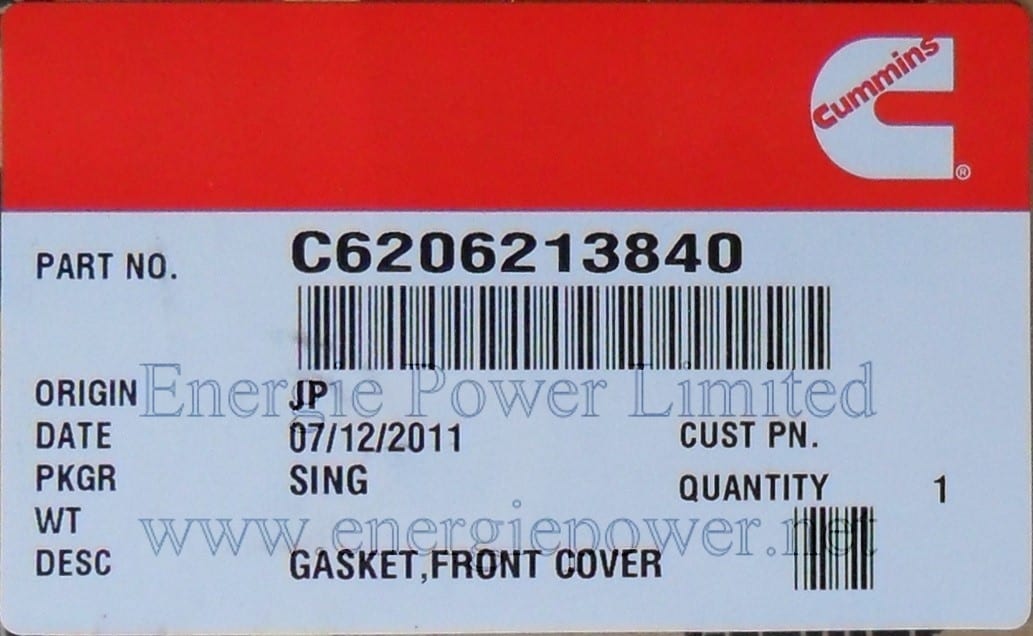 Cummins
®
PART NO. C6206213840
Energie Power Limited
ORIGIN JP
DATE 07/12/2011 CUST PN.
PKGR SING QUANTITY 1
WT
www.energiepower.net
DESC GASKET,FRONT COVER